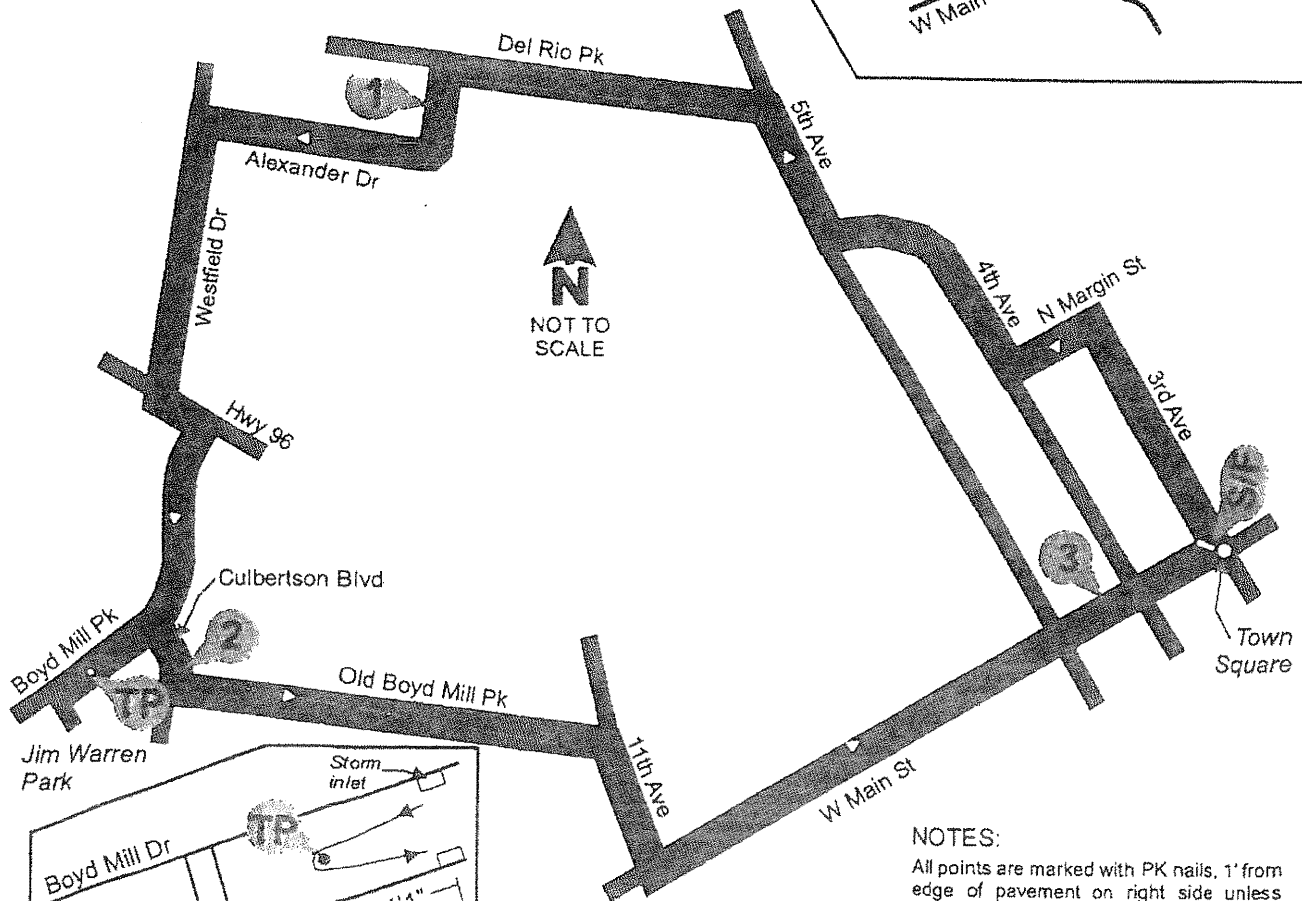 W Main
Del Rio Pk
1
5th Ave
Alexander Dr
Westfield Dr
N
NOT TO
SCALE
4th Ave
N Margin St
3rd Ave
Hwy 96
S/F
3
Culbertson Blvd
2
Boyd Mill Pk
TP
Old Boyd Mill Pk
Town
Square
Jim Warren
Park
11th Ave
W Main St
Storm
inlet
TP
Boyd Mill Dr
NOTES:
All points are marked with PK nails, 1' from
edge of pavement on right side unless